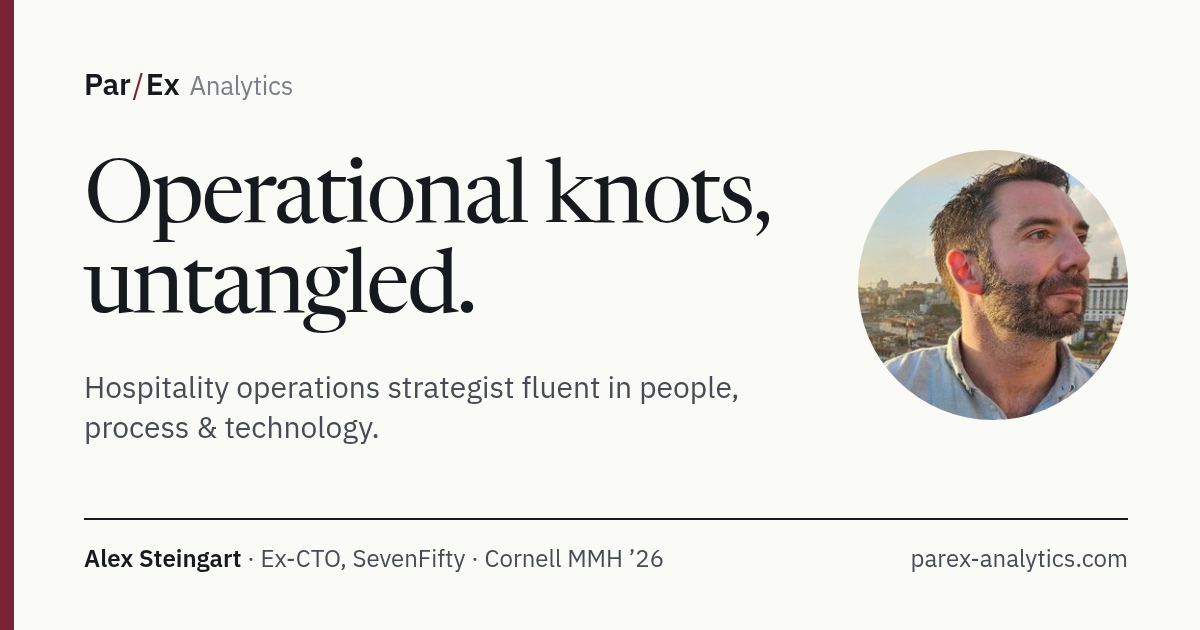 Par/Ex Analytics
Operational knots,
untangled.
Hospitality operations strategist fluent in people,
process & technology.
Alex Steingart · Ex-CTO, SevenFifty · Cornell MMH ’26
parex-analytics.com